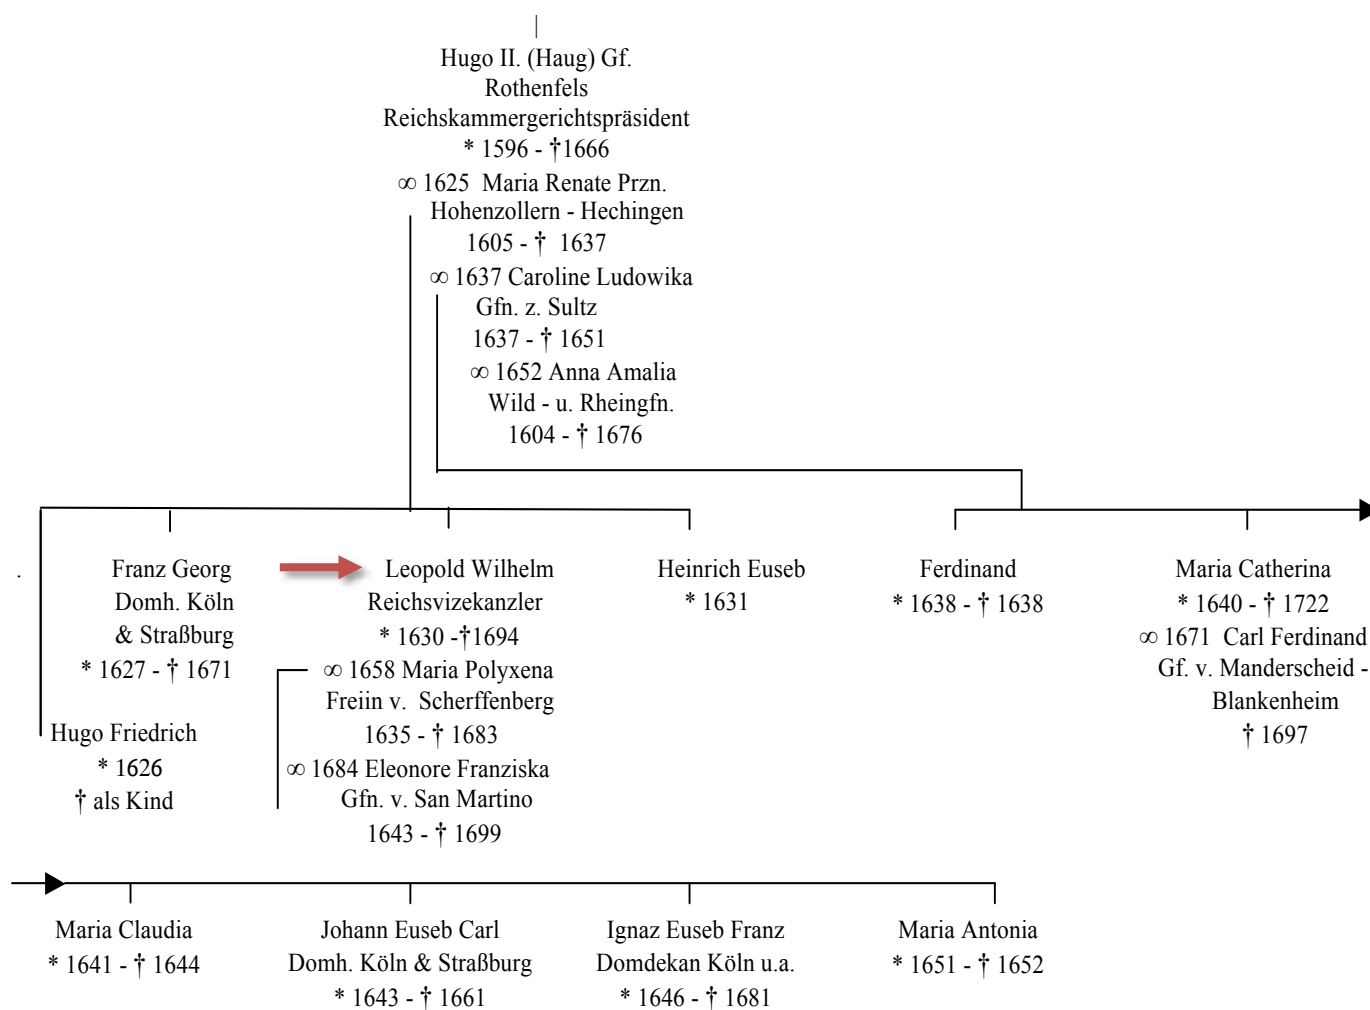 Hugo II. (Haug) Gf.
Rothenfels
Reichskammergerichtspräsident
* 1596 - †1666
∞ 1625 Maria Renate Przn.
Hohenzollern - Hechingen
1605 - † 1637
∞ 1637 Caroline Ludowika
Gfn. z. Sultz
1637 - † 1651
∞ 1652 Anna Amalia
Wild - u. Rheingfn.
1604 - † 1676
.
Franz Georg
Domh. Köln
& Straßburg
* 1627 - † 1671
Hugo Friedrich
* 1626
† als Kind
Leopold Wilhelm
Reichsvizekanzler
* 1630 -†1694
∞ 1658 Maria Polyxena
Freiin v. Scherffenberg
1635 - † 1683
∞ 1684 Eleonore Franziska
Gfn. v. San Martino
1643 - † 1699
Heinrich Euseb
* 1631
Ferdinand
* 1638 - † 1638
Maria Catherina
* 1640 - † 1722
∞ 1671 Carl Ferdinand
Gf. v. Manderscheid -
Blankenheim
† 1697
Maria Claudia
* 1641 - † 1644
Johann Euseb Carl
Domh. Köln & Straßburg
* 1643 - † 1661
Ignaz Euseb Franz
Domdekan Köln u.a.
* 1646 - † 1681
Maria Antonia
* 1651 - † 1652